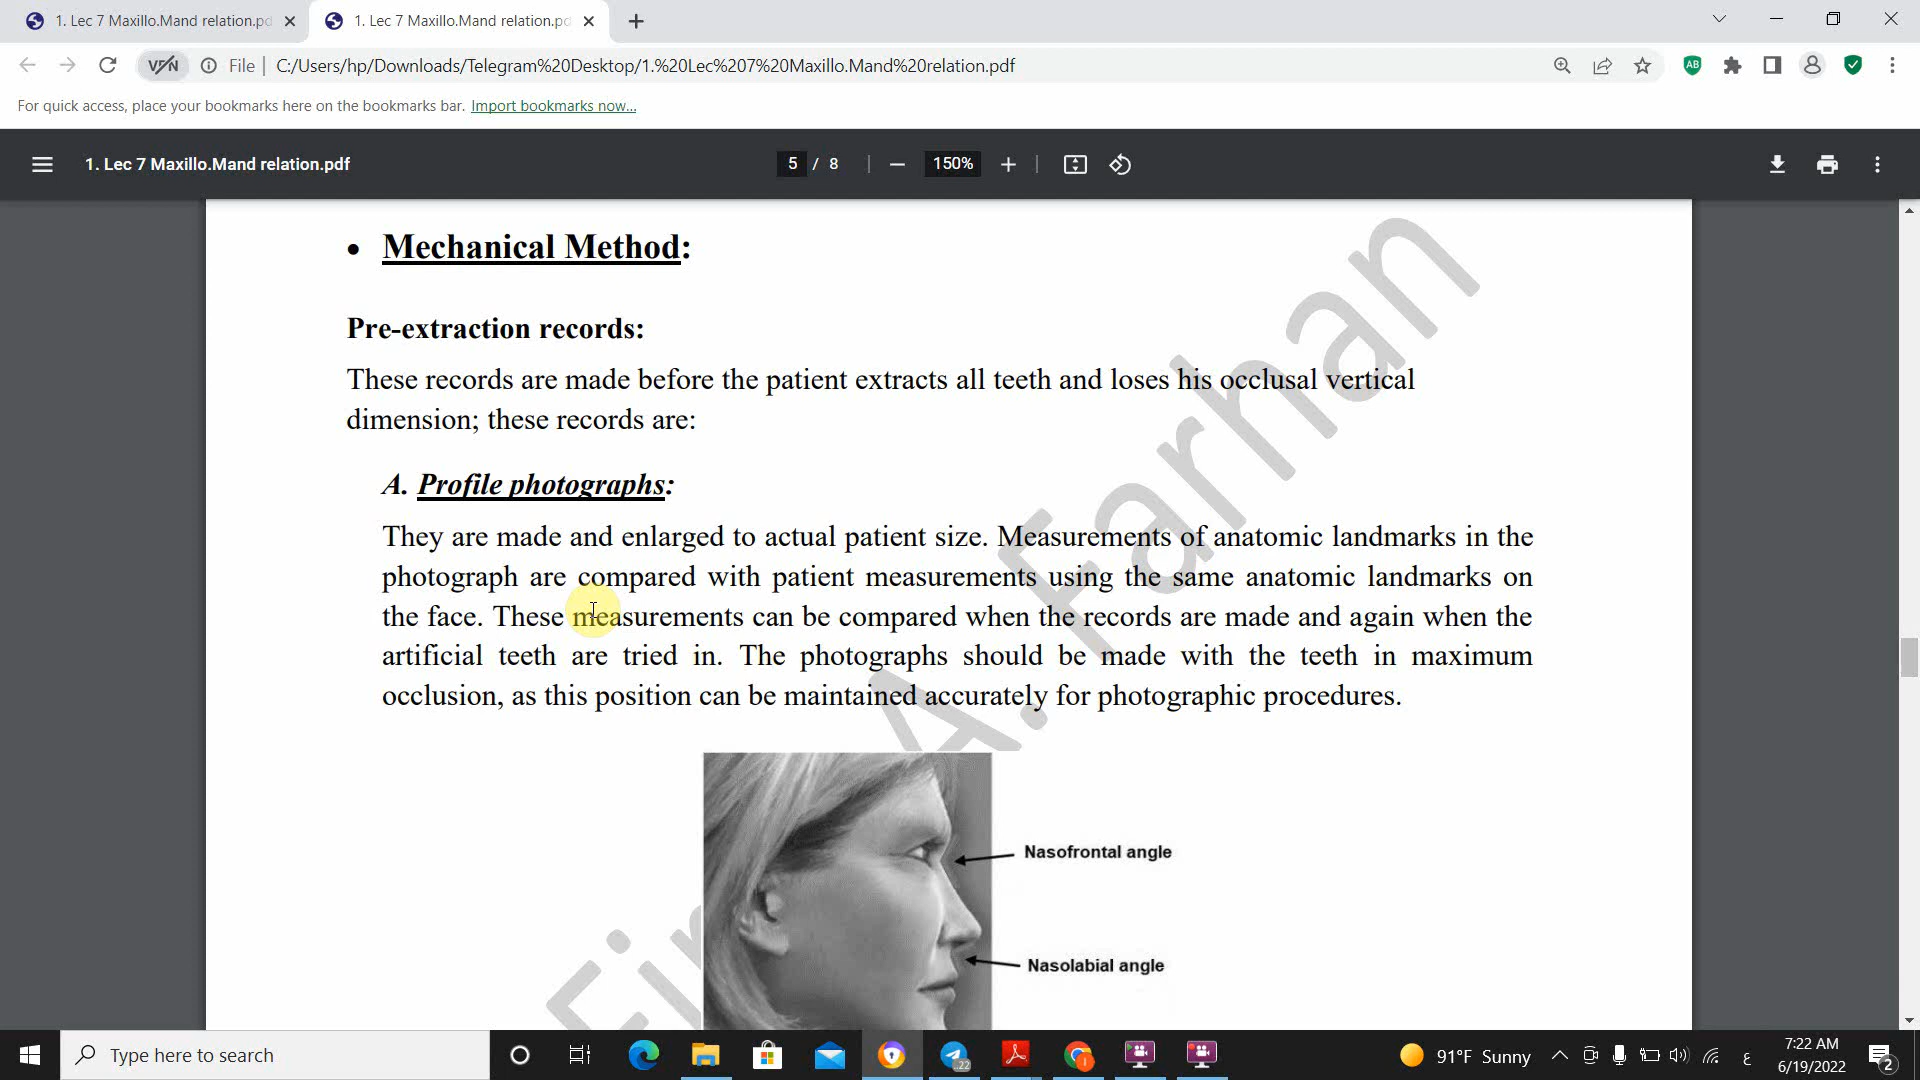 1. Lec 7 Maxillo.Mand relation.pd
1. Lec 7 Maxillo.Mand relation.pd
VPN
File
C:/Users/hp/Downloads/Telegram%20Desktop/1.%20Lec%207%20Maxillo.Mand%20relation.pdf
AB
For quick access, place your bookmarks here on the bookmarks bar. Import bookmarks now...
1. Lec 7 Maxillo.Mand relation.pdf
5 / 8
150%
• Mechanical Method:
Pre-extraction records:
These records are made before the patient extracts all teeth and loses his occlusal vertical
dimension; these records are:
A. Profile photographs:
They are made and enlarged to actual patient size. Measurements of anatomic landmarks in the
photograph are compared with patient measurements using the same anatomic landmarks on
the face. These measurements can be compared when the records are made and again when the
artificial teeth are tried in. The photographs should be made with the teeth in maximum
occlusion, as this position can be maintained accurately for photographic procedures.
A. Farhan
Nasofrontal angle
Nasolabial angle
Type here to search
22
91°F Sunny
ع
7:22 AM
6/19/2022
2